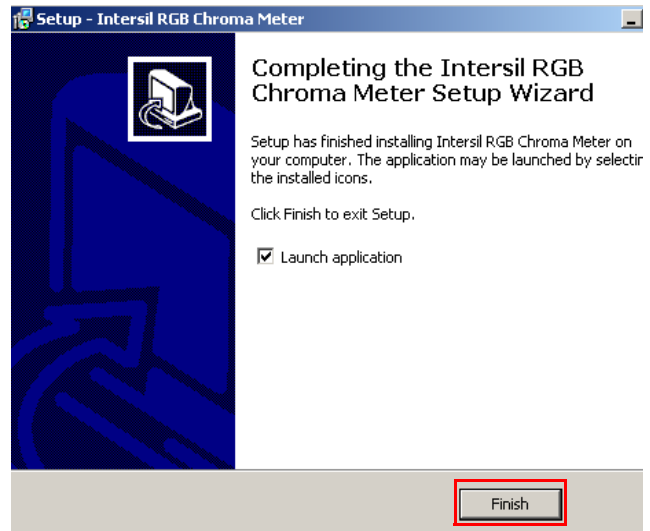 Setup - Intersil RGB Chroma Meter
Completing the Intersil RGB
Chroma Meter Setup Wizard
Setup has finished installing Intersil RGB Chroma Meter on
your computer. The application may be launched by selectin
the installed icons.
Click Finish to exit Setup.
Launch application
Finish